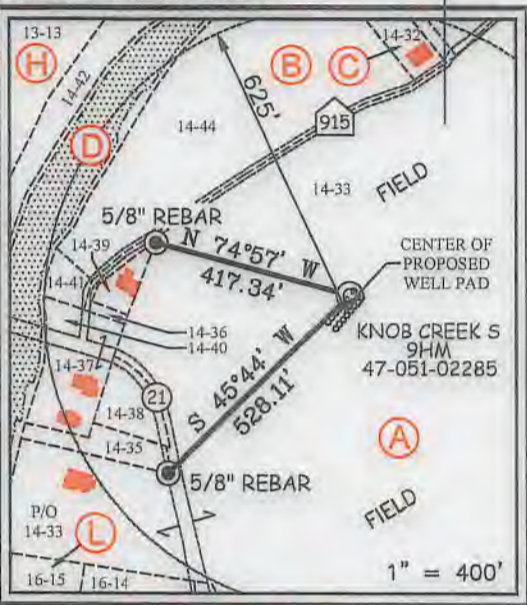 13-13
H
14-42
B
C
14-32
625'
D
915
14-44
14-33
FIELD
5/8" REBAR
N 74°57' W
417.34'
14-39
14-41
CENTER OF
PROPOSED
WELL PAD
14-36
14-40
KNOB CREEK S
9HM
47-051-02285
14-37
21
S 45°44' W
528.11'
14-38
14-35
A
5/8" REBAR
P/O
14-33
L
FIELD
16-15
16-14
1" = 400'